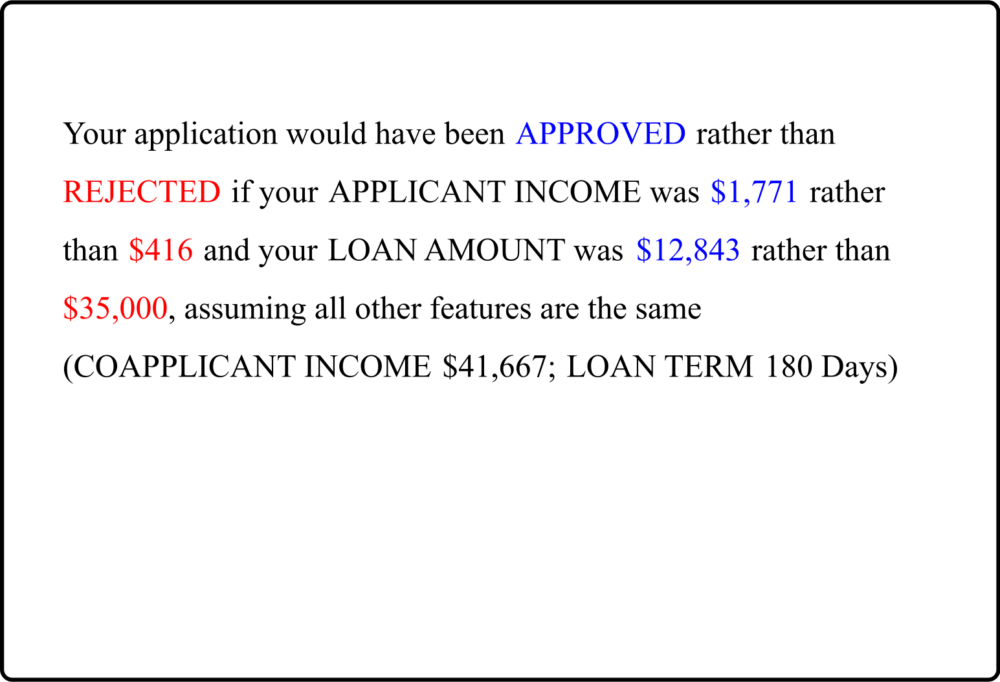 Your application would have been APPROVED rather than
REJECTED if your APPLICANT INCOME was $1,771 rather
than $416 and your LOAN AMOUNT was $12,843 rather than
$35,000, assuming all other features are the same
(COAPPLICANT INCOME $41,667; LOAN TERM 180 Days)